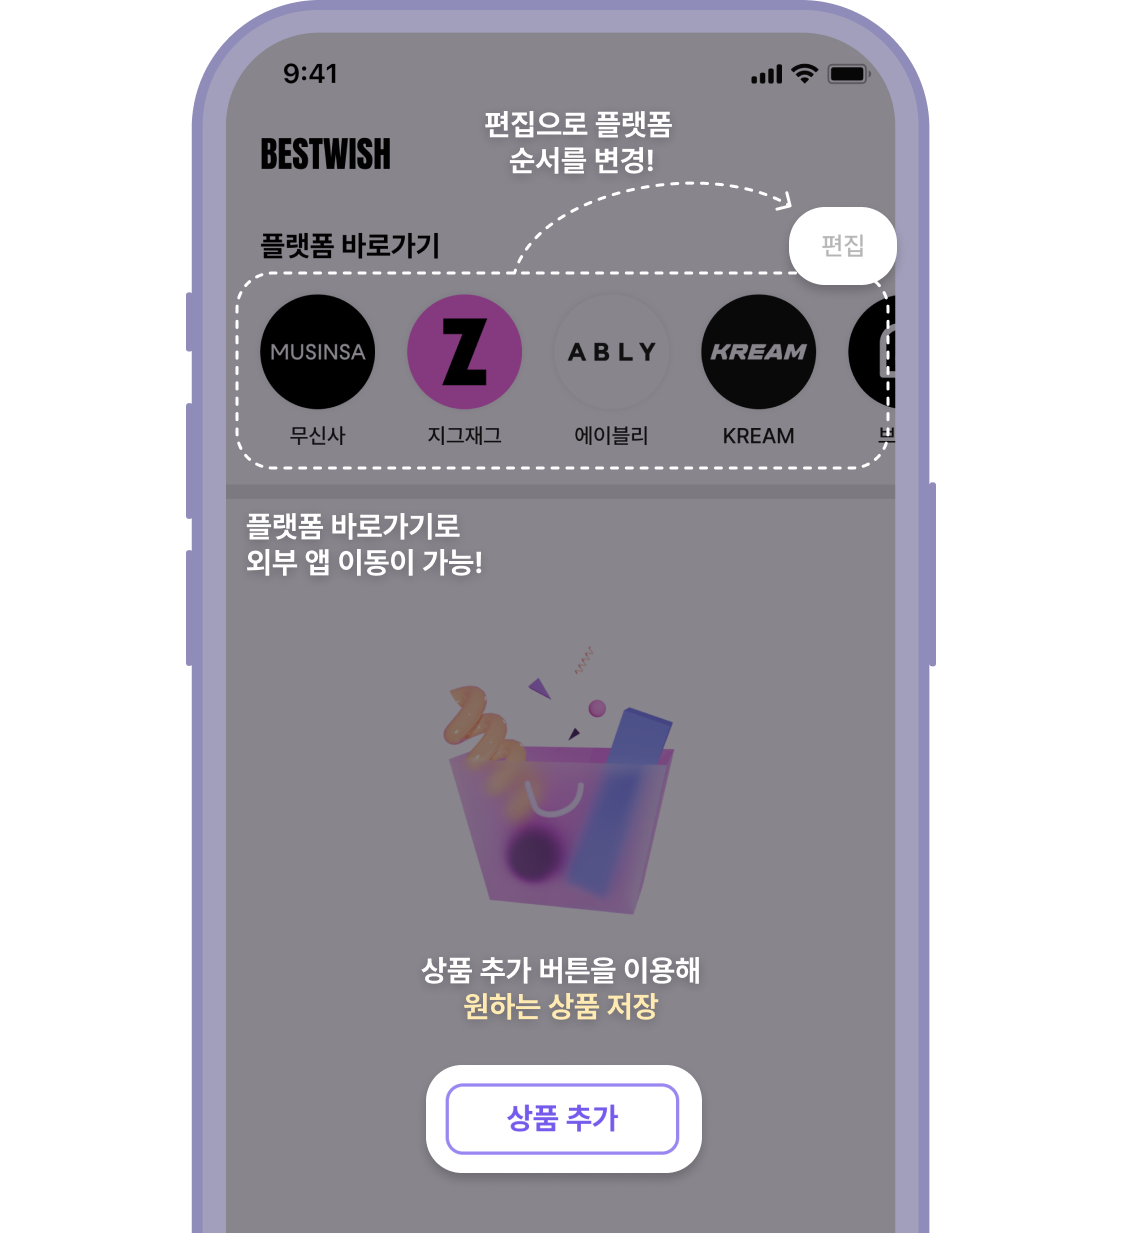 9:41
편집으로 플랫폼
순서를 변경!
BESTWISH
플랫폼 바로가기
편집
MUSINSA
Z
ABLY
KREAM
무신사
지그재그
에이블리
KREAM
플랫폼 바로가기로
외부 앱 이동이 가능!
상품 추가 버튼을 이용해
원하는 상품 저장
상품 추가